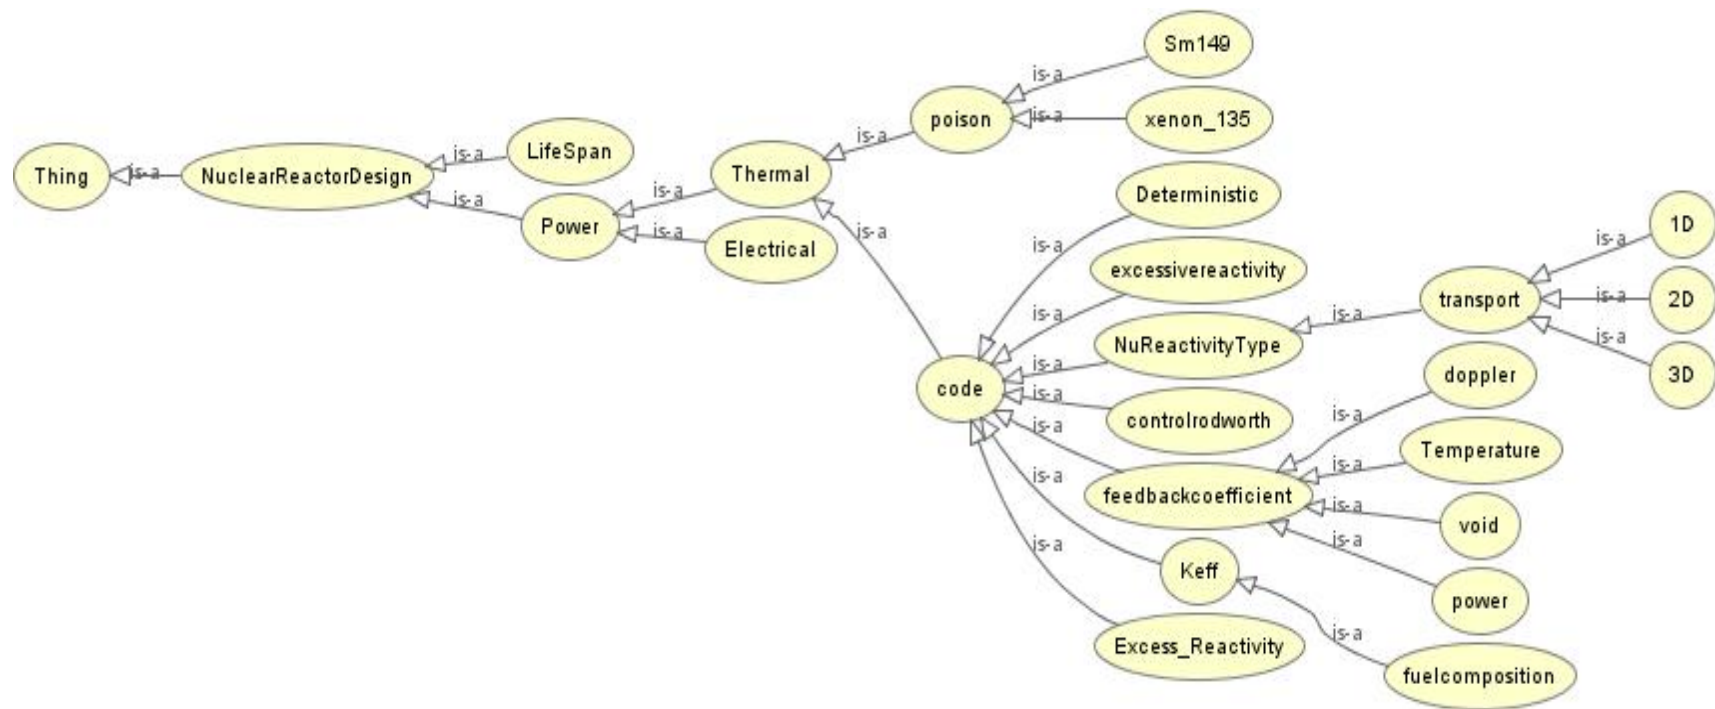 Sm149
is-a
poison
is-a
xenon_135
is-a
LifeSpan
is-a
Thing
is-a
NuclearReactorDesign
Thermal
is-a
Deterministic
is-a
Power
is-a
is-a
Electrical
is-a
is-a
excessivereactivity
is-a
1D
is-a
transport
is-a
2D
is-a
NuReactivityType
is-a
is-a
3D
is-a
code
is-a
doppler
controlrodworth
is-a
is-a
Temperature
is-a
feedbackcoefficient
is-a
void
is-a
Keff
is-a
power
is-a
Excess_Reactivity
is-a
fuelcomposition